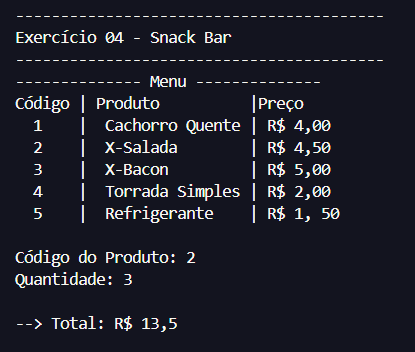 -----------------------------------------
Exercício 04 - Snack Bar
-----------------------------------------
-------------- Menu --------------
Código | Produto          |Preço
  1    |  Cachorro Quente | R$ 4,00
  2    |  X-Salada        | R$ 4,50
  3    |  X-Bacon         | R$ 5,00
  4    |  Torrada Simples | R$ 2,00
  5    |  Refrigerante    | R$ 1, 50
Código do Produto: 2
Quantidade: 3
--> Total: R$ 13,5